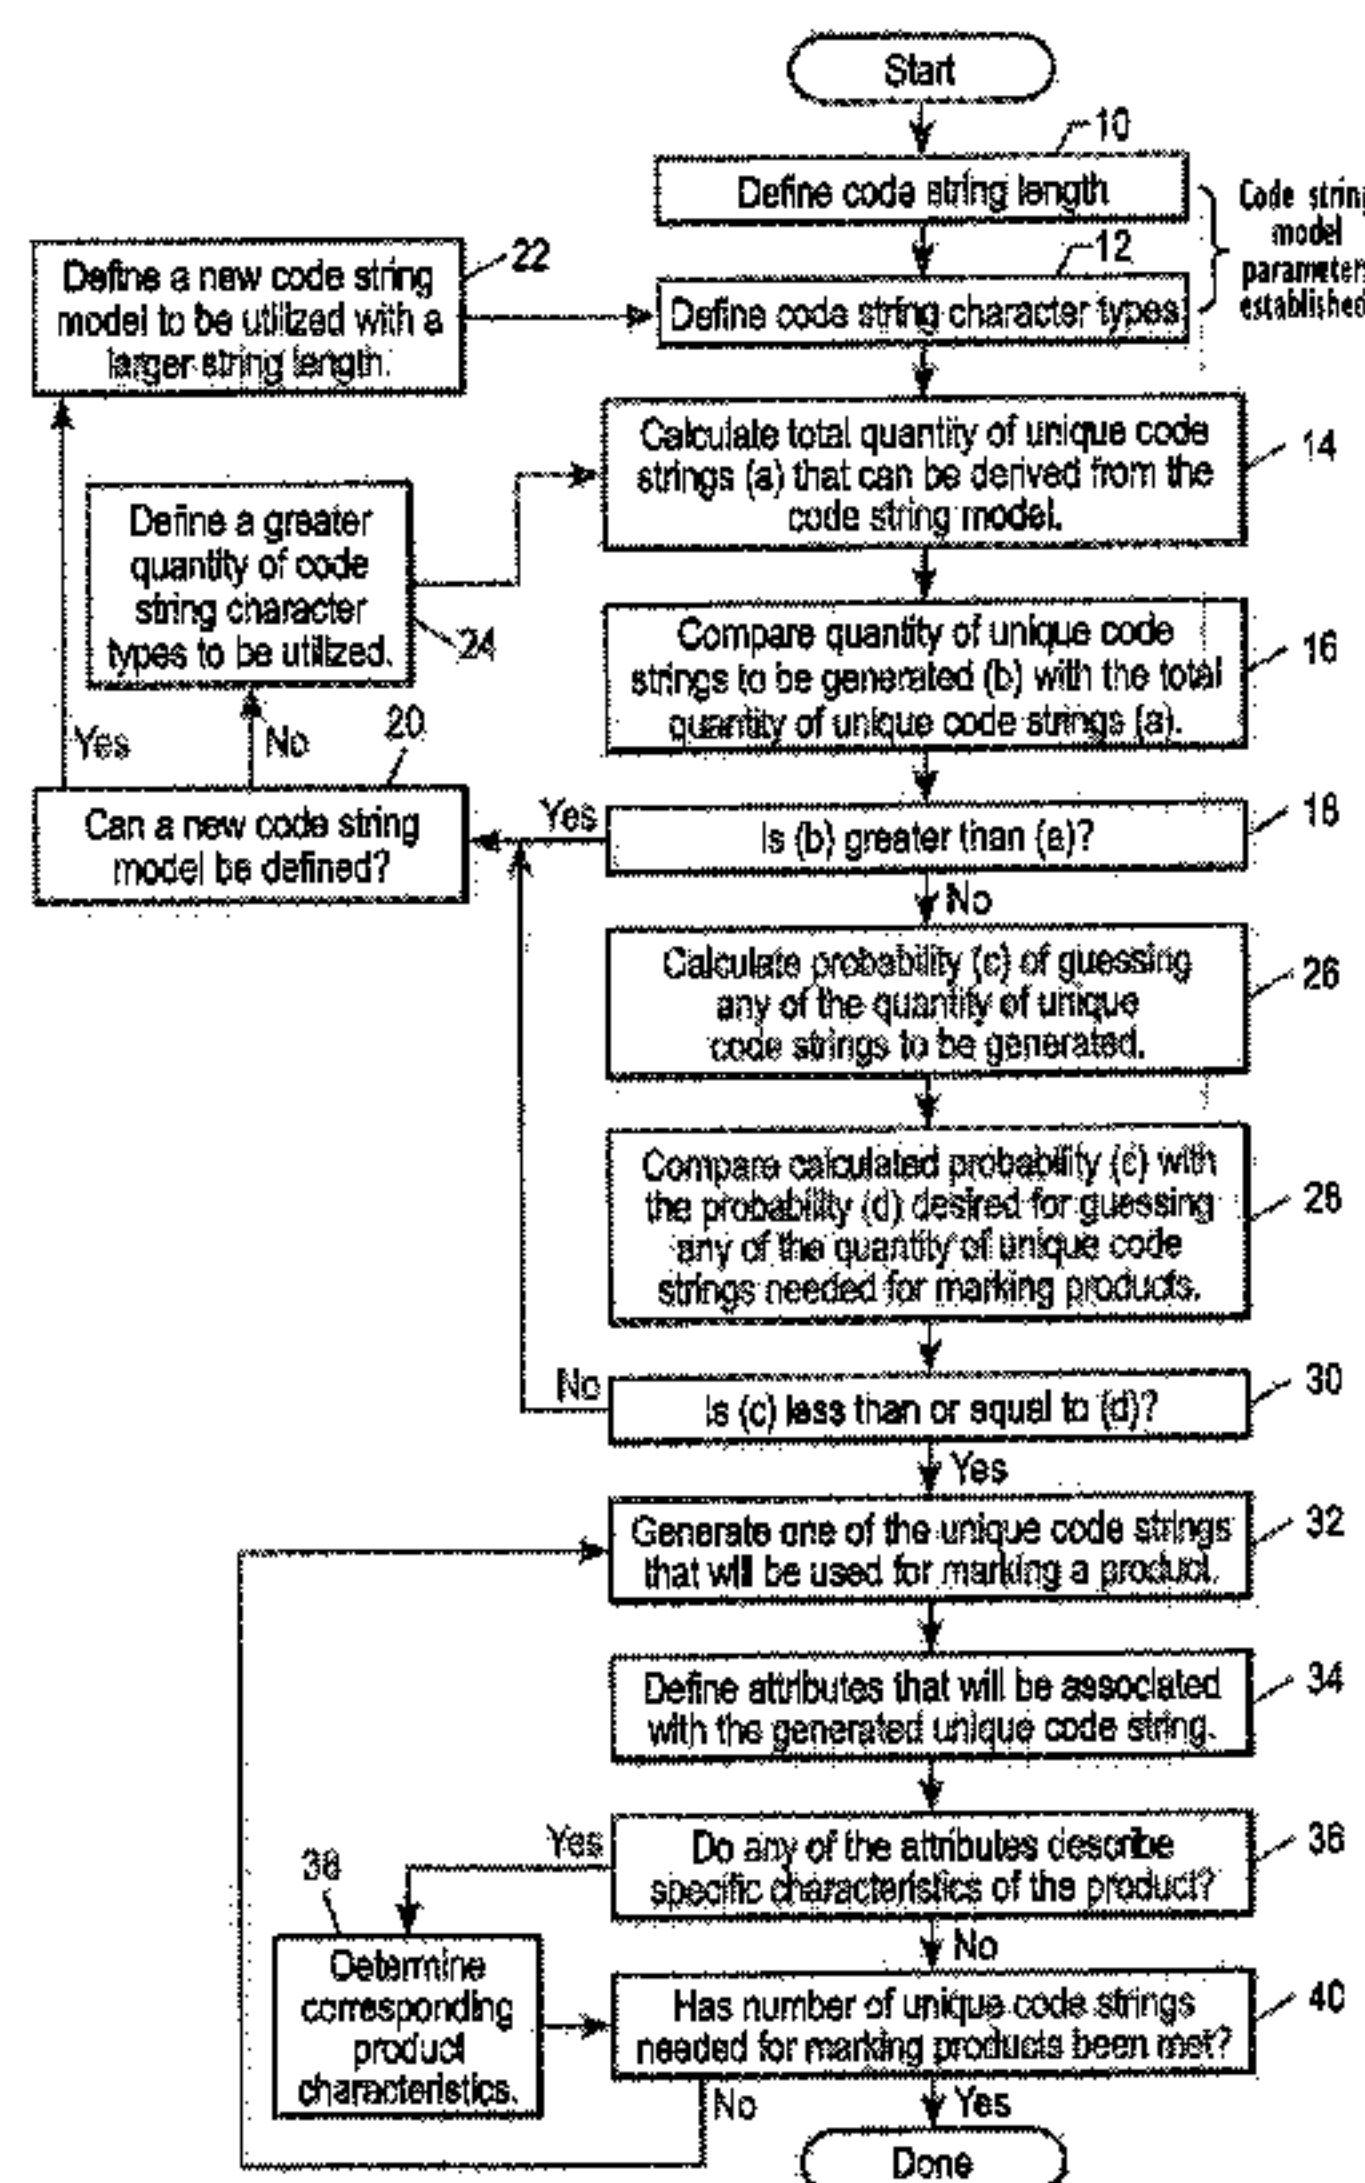 Start
10
Define code string length
Code string
model
parameters
established
12
Define code string character types
22
Define a new code string
model to be utilized with a
larger string length.
Calculate total quantity of unique code
strings (a) that can be derived from the
code string model.
14
Define a greater
quantity of code
string character
types to be utilized.
24
Compare quantity of unique code
strings to be generated (b) with the total
quantity of unique code strings (a).
16
Yes
No
20
Can a new code string
model be defined?
Yes
Is (b) greater than (a)?
18
No
Calculate probability (c) of guessing
any of the quantity of unique
code strings to be generated.
26
Compare calculated probability (c) with
the probability (d) desired for guessing
any of the quantity of unique code
strings needed for marking products.
28
No
Is (c) less than or equal to (d)?
30
Yes
Generate one of the unique code strings
that will be used for marking a product.
32
Define attributes that will be associated
with the generated unique code string.
34
Yes
Do any of the attributes describe
specific characteristics of the product?
36
38
No
Determine
corresponding
product
characteristics.
Has number of unique code strings
needed for marking products been met?
40
No
Yes
Done